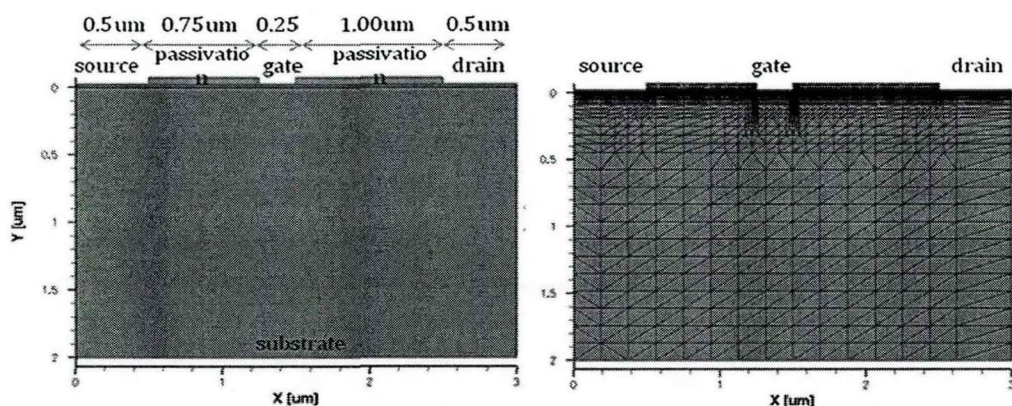 0.5um 0.75um 0.25 1.00um 0.5um
passivatio passivatio
source n gate n drain
0
0.5
1
1.5
2
Y [um]
substrate
0 1 2 3
X [um]
source gate drain
0
0.5
1
1.5
2
0 1 2 3
X [um]